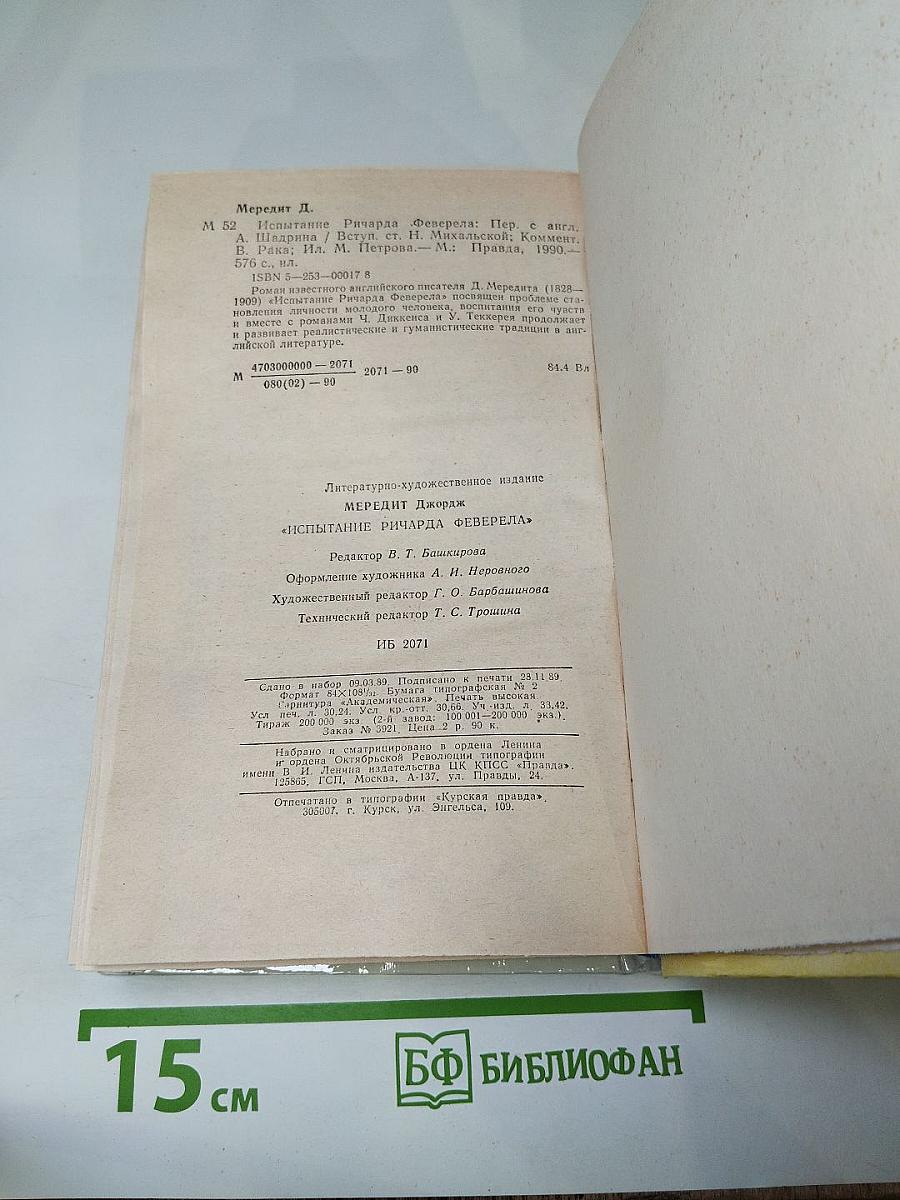 Мередит Д.
М 52 Испытание Ричарда Феверела: Пер. с англ.
А. Шадрина / Вступ. ст. Н. Михальской; Коммент.
В. Рака; Ил. М. Петрова.— М.: Правда, 1990.—
576 с., ил.
ISBN 5—253—00017 8
Роман известного английского писателя Д. Мередита (1828—
1909) «Испытание Ричарда Феверела» посвящен проблеме ста-
новления личности молодого человека, воспитания его чувств
и вместе с романами Ч. Диккенса и У. Теккерея продолжает
и развивает реалистические и гуманистические традиции в анг-
лийской литературе.
М 4703000000 — 2071
080(02) — 90
2071 — 90
84.4 Вл
Литературно-художественное издание
МЕРЕДИТ Джордж
«ИСПЫТАНИЕ РИЧАРДА ФЕВЕРЕЛА»
Редактор В. Т. Башкирова
Оформление художника А. И. Неровного
Художественный редактор Г. О. Барбашинова
Технический редактор Т. С. Трошина
ИБ 2071
Сдано в набор 09.03.89. Подписано к печати 28.11 89.
Формат 84×108¹/₃₂. Бумага типографская № 2
Гарнитура «Академическая». Печать высокая
Усл печ. л. 30,24. Усл. кр.-отт. 30,66. Уч.-изд. л. 33,42.
Тираж 200 000 экз. (2-й завод: 100 001—200 000 экз.).
Заказ № 3921. Цена 2 р. 90 к.
Набрано и сматрицировано в ордена Ленина
и ордена Октябрьской Революции типографии
имени В. И. Ленина издательства ЦК КПСС «Правда».
125865, ГСП, Москва, А-137, ул. Правды, 24.
Отпечатано в типографии «Курская правда»,
305007, г. Курск, ул. Энгельса, 109.
15 см
БФ БИБЛИОФАН